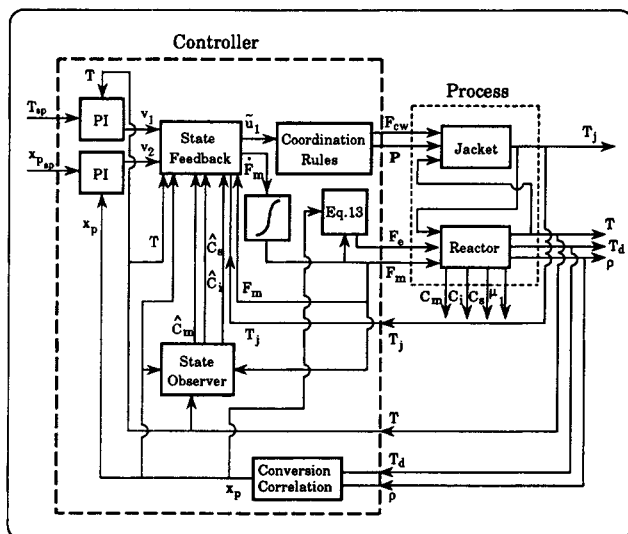 Controller
Process
T
T_sp
PI
v_1
x_p_sp
PI
v_2
x_p
State
Feedback
ũ_1
Ḟ_m
Coordination
Rules
F_cw
P
Jacket
T_j
∫
Eq.13
F_e
F_m
Reactor
T
T_d
ρ
C_m
C_i
C_s
μ_1
T
Ĉ_s
Ĉ_i
Ĉ_m
F_m
T_j
T_j
State
Observer
T
x_p
Conversion
Correlation
T_d
ρ